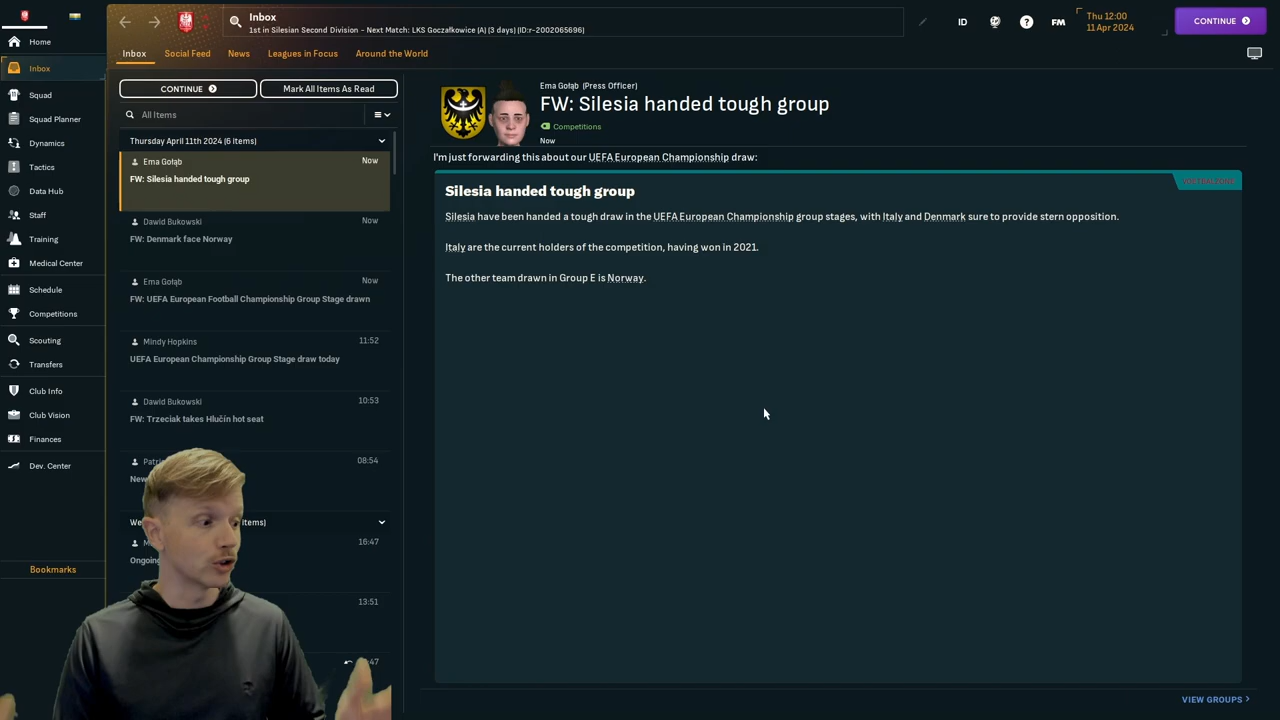 Inbox
1st in Silesian Second Division - Next Match: LKS Goczałkowice (A) (3 days) (ID:r-2002065696)
ID
FM
Thu 12:00
11 Apr 2024
CONTINUE
Home
Inbox
Squad
Squad Planner
Dynamics
Tactics
Data Hub
Staff
Training
Medical Center
Schedule
Competitions
Scouting
Transfers
Club Info
Club Vision
Finances
Dev. Center
Bookmarks
Inbox
Social Feed
News
Leagues in Focus
Around the World
CONTINUE
Mark All Items As Read
All Items
Thursday April 11th 2024 (6 items)
Ema Gołąb
Now
FW: Silesia handed tough group
Dawid Bukowski
Now
FW: Denmark face Norway
Ema Gołąb
Now
FW: UEFA European Football Championship Group Stage drawn
Mindy Hopkins
11:52
UEFA European Championship Group Stage draw today
Dawid Bukowski
10:53
FW: Trzeciak takes Hlučín hot seat
08:54
items)
16:47
Ongoing
13:51
Ema Gołąb (Press Officer)
FW: Silesia handed tough group
Competitions
Now
I'm just forwarding this about our UEFA European Championship draw:
Silesia handed tough group
Silesia have been handed a tough draw in the UEFA European Championship group stages, with Italy and Denmark sure to provide stern opposition.
Italy are the current holders of the competition, having won in 2021.
The other team drawn in Group E is Norway.
VIEW GROUPS